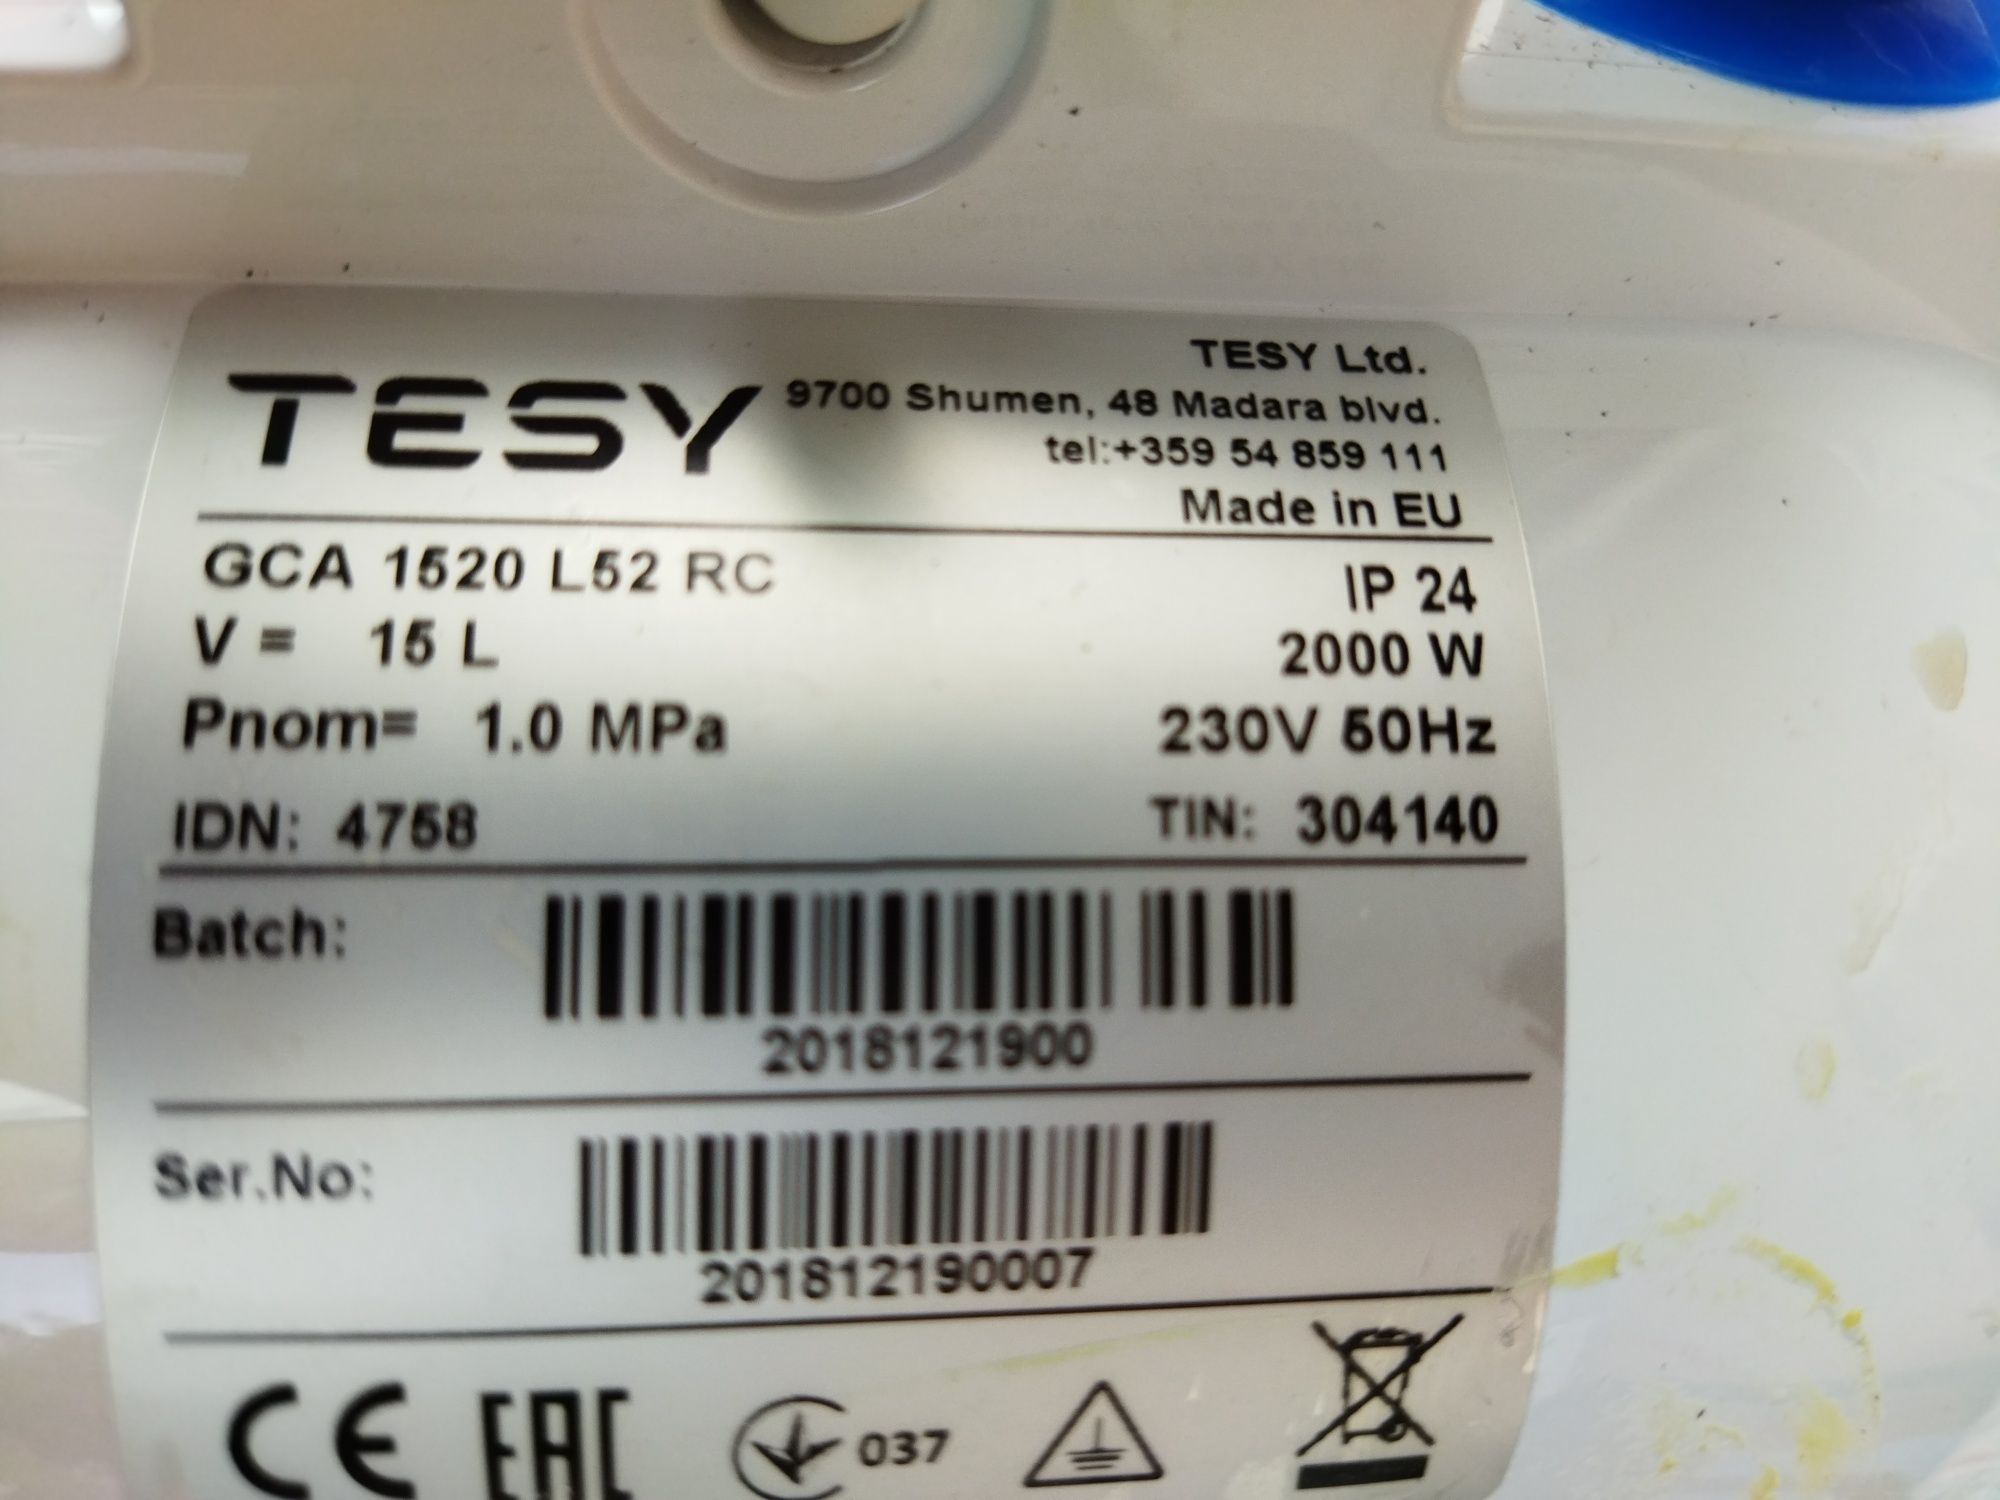 TESY
TESY Ltd.
9700 Shumen, 48 Madara blvd.
tel:+359 54 859 111
Made in EU
GCA 1520 L52 RC
IP 24
V = 15 L
2000 W
Pnom= 1.0 MPa
230V 50Hz
IDN: 4758
TIN: 304140
Batch:
2018121900
Ser.No:
201812190007
CE EAC 037